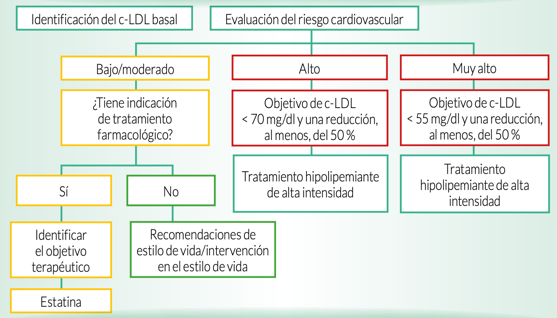 Identificación del c-LDL basal
Evaluación del riesgo cardiovascular
Bajo/moderado
Alto
Muy alto
¿Tiene indicación
de tratamiento
farmacológico?
Objetivo de c-LDL
< 70 mg/dl y una reducción,
al menos, del 50 %
Objetivo de c-LDL
< 55 mg/dl y una reducción,
al menos, del 50 %
Tratamiento hipolipemiante
de alta intensidad
Tratamiento
hipolipemiante de alta
intensidad
Sí
No
Identificar
el objetivo
terapéutico
Recomendaciones de
estilo de vida/intervención
en el estilo de vida
Estatina